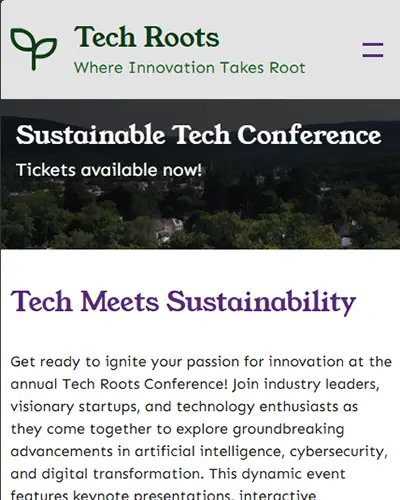 Tech Roots
Where Innovation Takes Root
Sustainable Tech Conference
Tickets available now!
Tech Meets Sustainability
Get ready to ignite your passion for innovation at the
annual Tech Roots Conference! Join industry leaders,
visionary startups, and technology enthusiasts as
they come together to explore groundbreaking
advancements in artificial intelligence, cybersecurity,
and digital transformation. This dynamic event
features keynote presentations, interactive